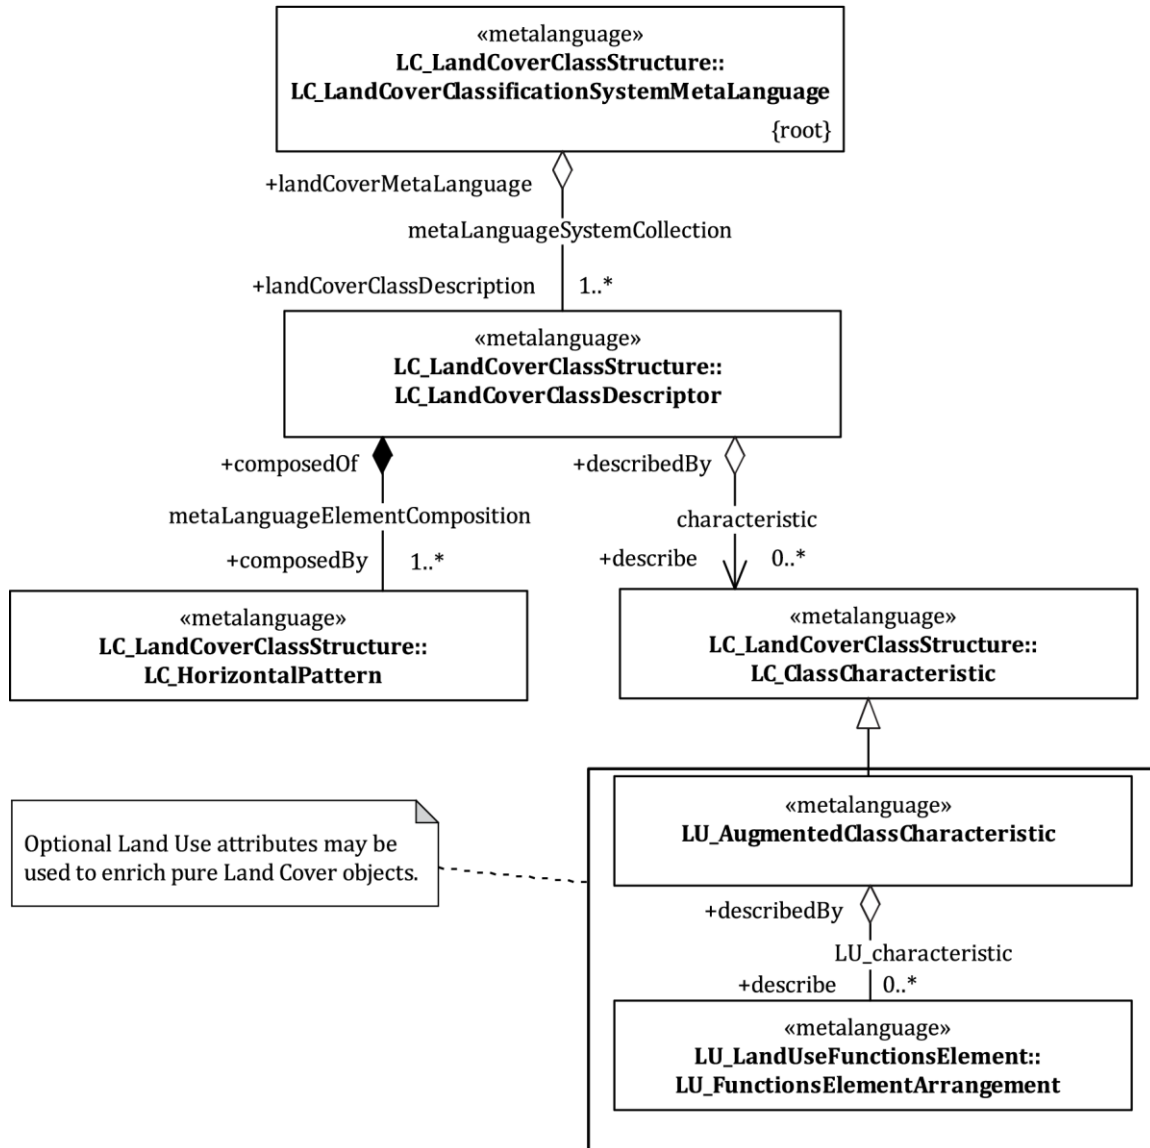 «metalanguage»
LC_LandCoverClassStructure::
LC_LandCoverClassificationSystemMetaLanguage
{root}
+landCoverMetaLanguage
metaLanguageSystemCollection
+landCoverClassDescription 1..*
«metalanguage»
LC_LandCoverClassStructure::
LC_LandCoverClassDescriptor
+composedOf
metaLanguageElementComposition
+composedBy 1..*
«metalanguage»
LC_LandCoverClassStructure::
LC_HorizontalPattern
+describedBy
characteristic
+describe 0..*
«metalanguage»
LC_LandCoverClassStructure::
LC_ClassCharacteristic
Optional Land Use attributes may be
used to enrich pure Land Cover objects.
«metalanguage»
LU_AugmentedClassCharacteristic
+describedBy
LU_characteristic
+describe 0..*
«metalanguage»
LU_LandUseFunctionsElement::
LU_FunctionsElementArrangement